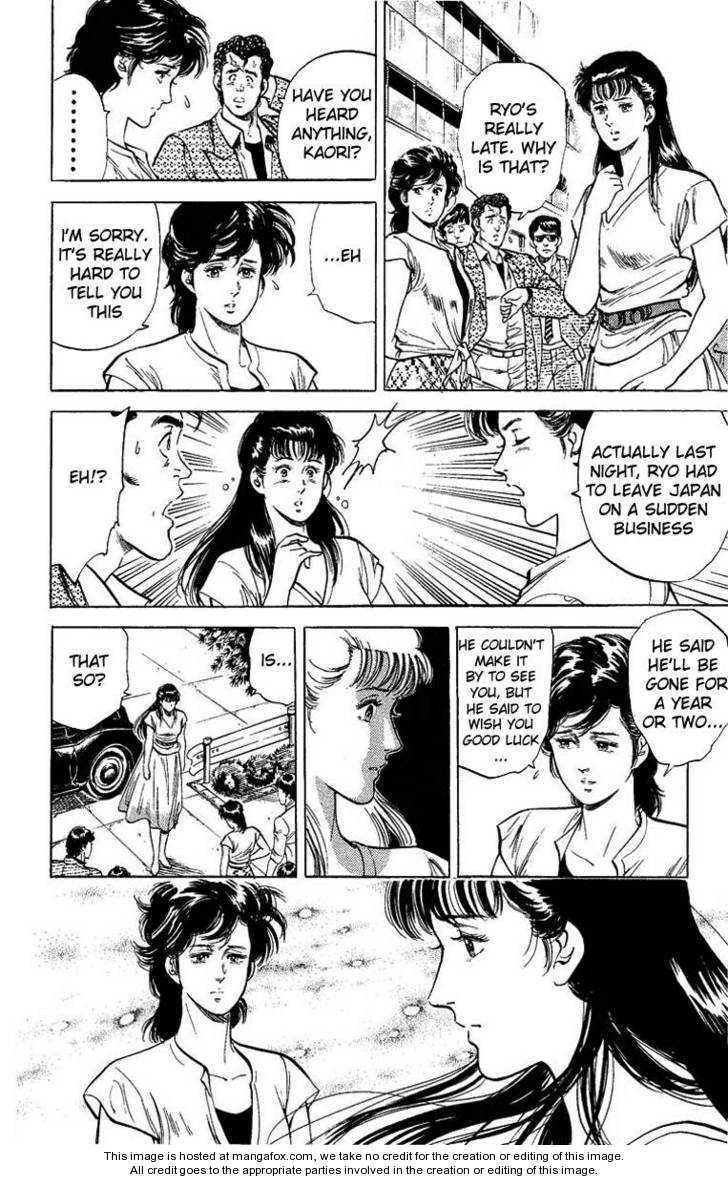 RYO'S
REALLY
LATE. WHY
IS THAT?
HAVE YOU
HEARD
ANYTHING,
KAORI?
........
...EH
I'M SORRY.
IT'S REALLY
HARD TO
TELL YOU
THIS
ACTUALLY LAST
NIGHT, RYO HAD
TO LEAVE JAPAN
ON A SUDDEN
BUSINESS
EH!?
HE SAID
HE'LL BE
GONE FOR
A YEAR
OR TWO...
HE COULDN'T
MAKE IT
BY TO SEE
YOU, BUT
HE SAID TO
WISH YOU
GOOD LUCK
...
IS...
THAT
SO?
This image is hosted at mangafox.com, we take no credit for the creation or editing of this image.
All credit goes to the appropriate parties involved in the creation or editing of this image.